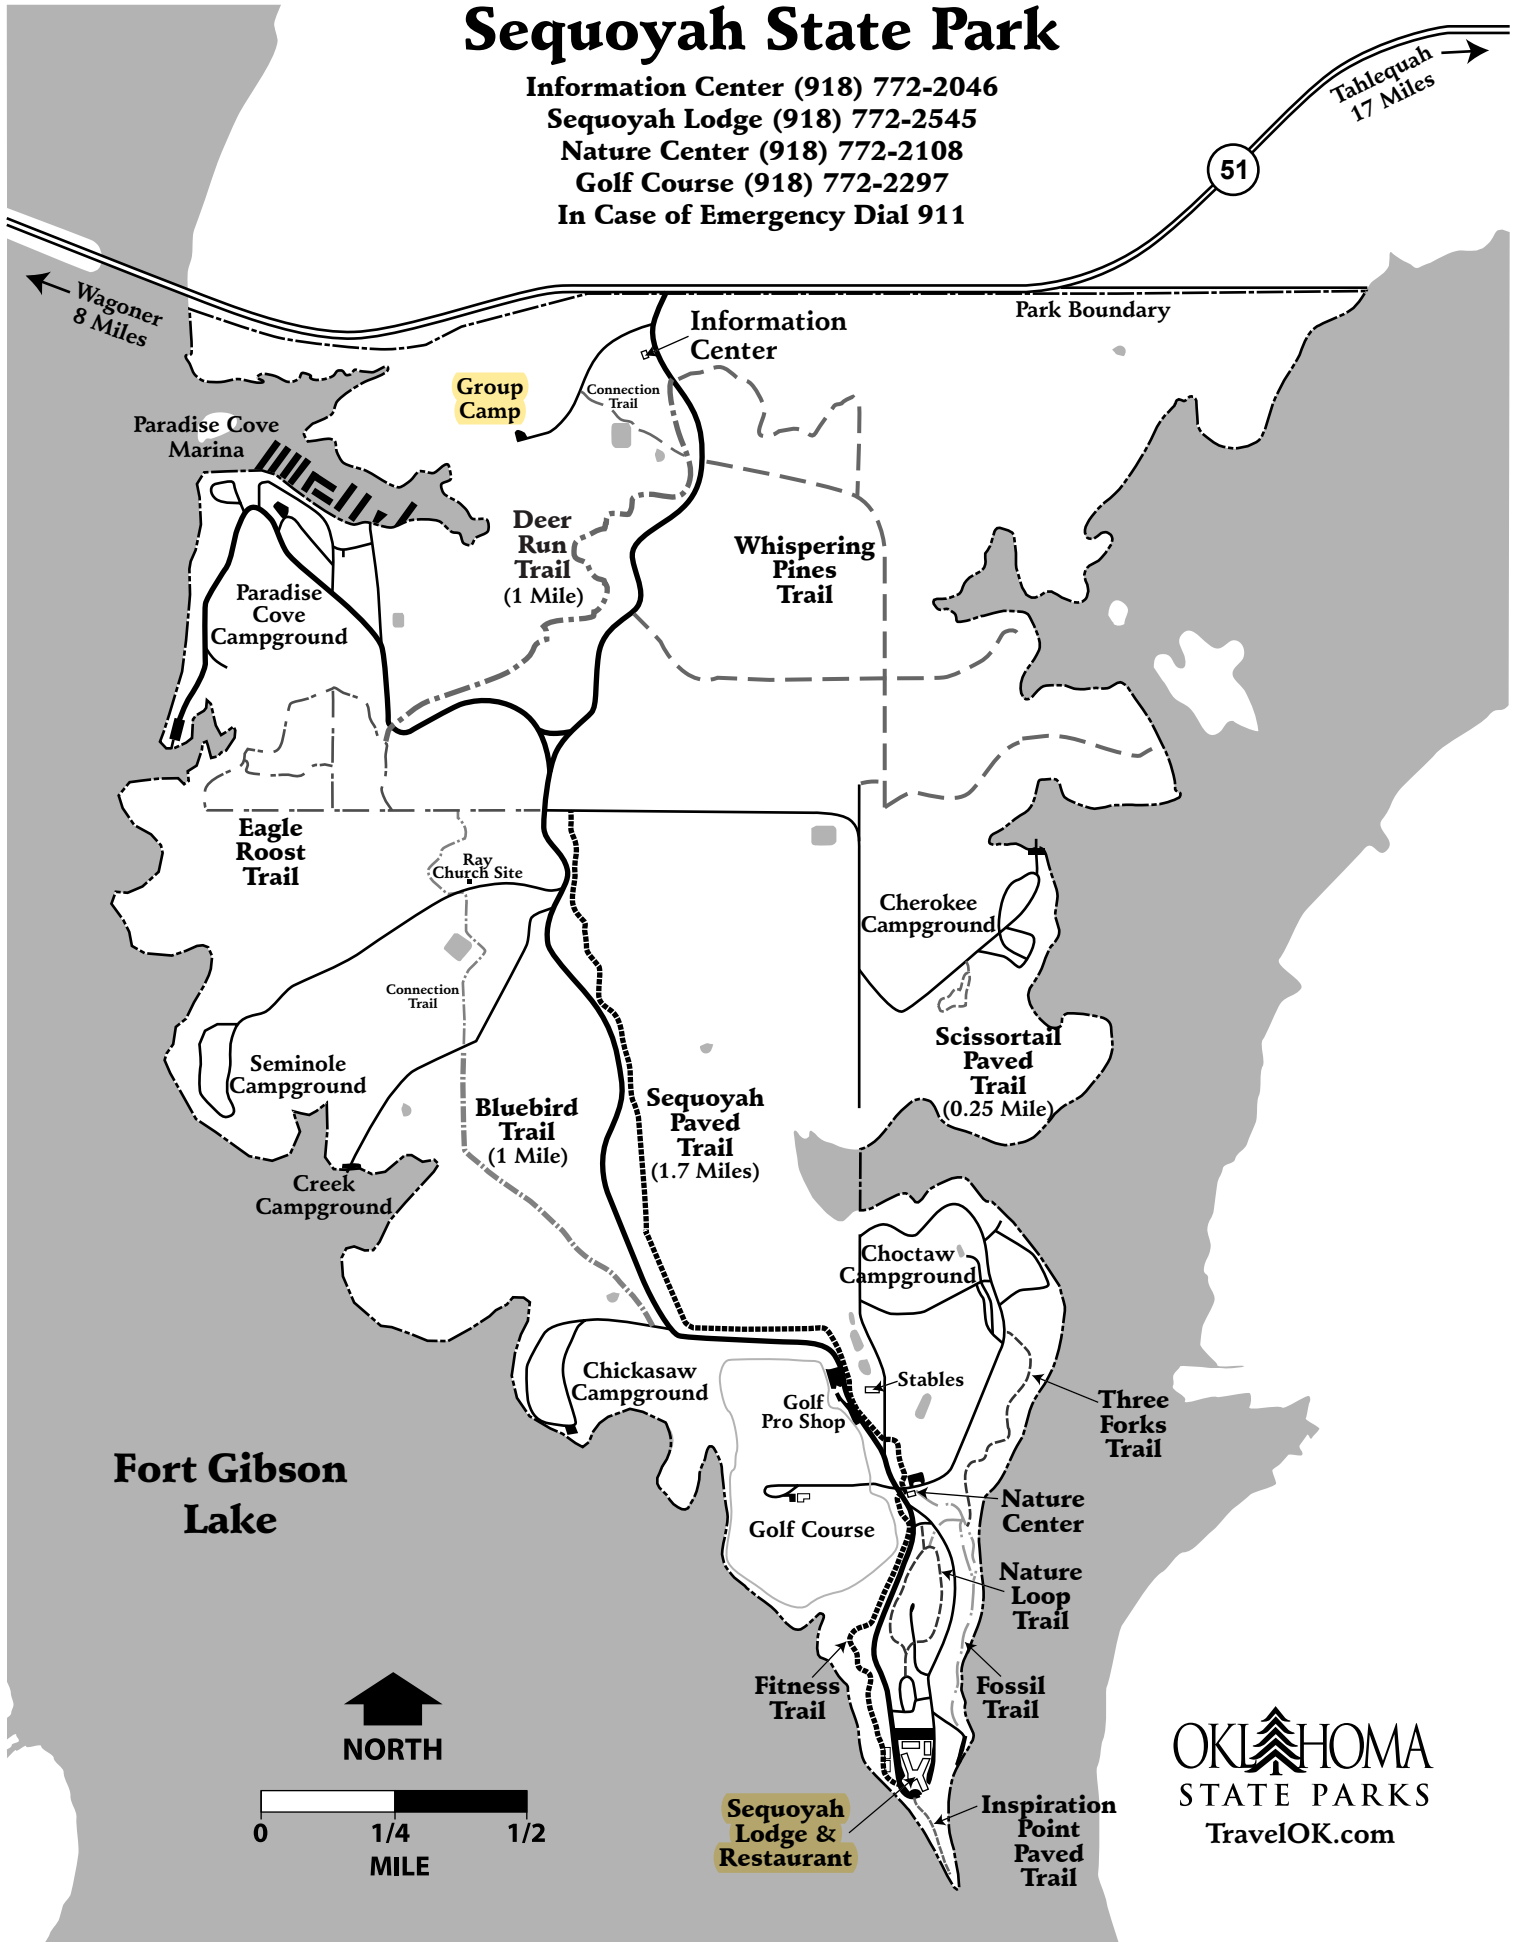 Sequoyah State Park
Information Center (918) 772-2046
Sequoyah Lodge (918) 772-2545
Nature Center (918) 772-2108
Golf Course (918) 772-2297
In Case of Emergency Dial 911
Tahlequah
17 Miles
51
Wagoner
8 Miles
Park Boundary
Information
Center
Group
Camp
Connection
Trail
Paradise Cove
Marina
Deer
Run
Trail
(1 Mile)
Whispering
Pines
Trail
Paradise
Cove
Campground
Eagle
Roost
Trail
Ray
Church Site
Cherokee
Campground
Connection
Trail
Scissortail
Paved
Trail
(0.25 Mile)
Seminole
Campground
Bluebird
Trail
(1 Mile)
Sequoyah
Paved
Trail
(1.7 Miles)
Creek
Campground
Choctaw
Campground
Chickasaw
Campground
Stables
Golf
Pro Shop
Three
Forks
Trail
Fort Gibson
Lake
Nature
Center
Golf Course
Nature
Loop
Trail
Fitness
Trail
Fossil
Trail
NORTH
0 1/4 1/2
MILE
Sequoyah
Lodge &
Restaurant
Inspiration
Point
Paved
Trail
OKLAHOMA
STATE PARKS
TravelOK.com